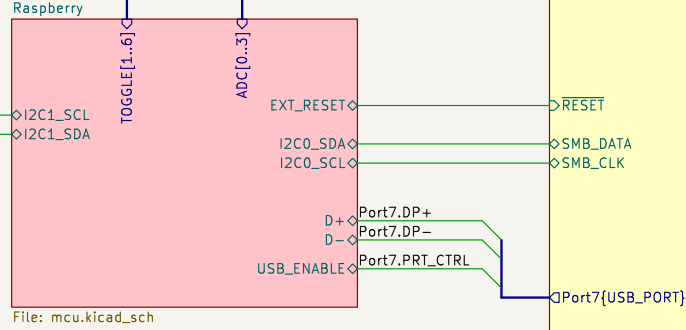 Raspberry
TOGGLE[1..6]
ADC[0..3]
I2C1_SCL
I2C1_SDA
EXT_RESET
RESET
I2C0_SDA
SMB_DATA
I2C0_SCL
SMB_CLK
D+
Port7.DP+
D-
Port7.DP-
USB_ENABLE
Port7.PRT_CTRL
Port7{USB_PORT}
File: mcu.kicad_sch